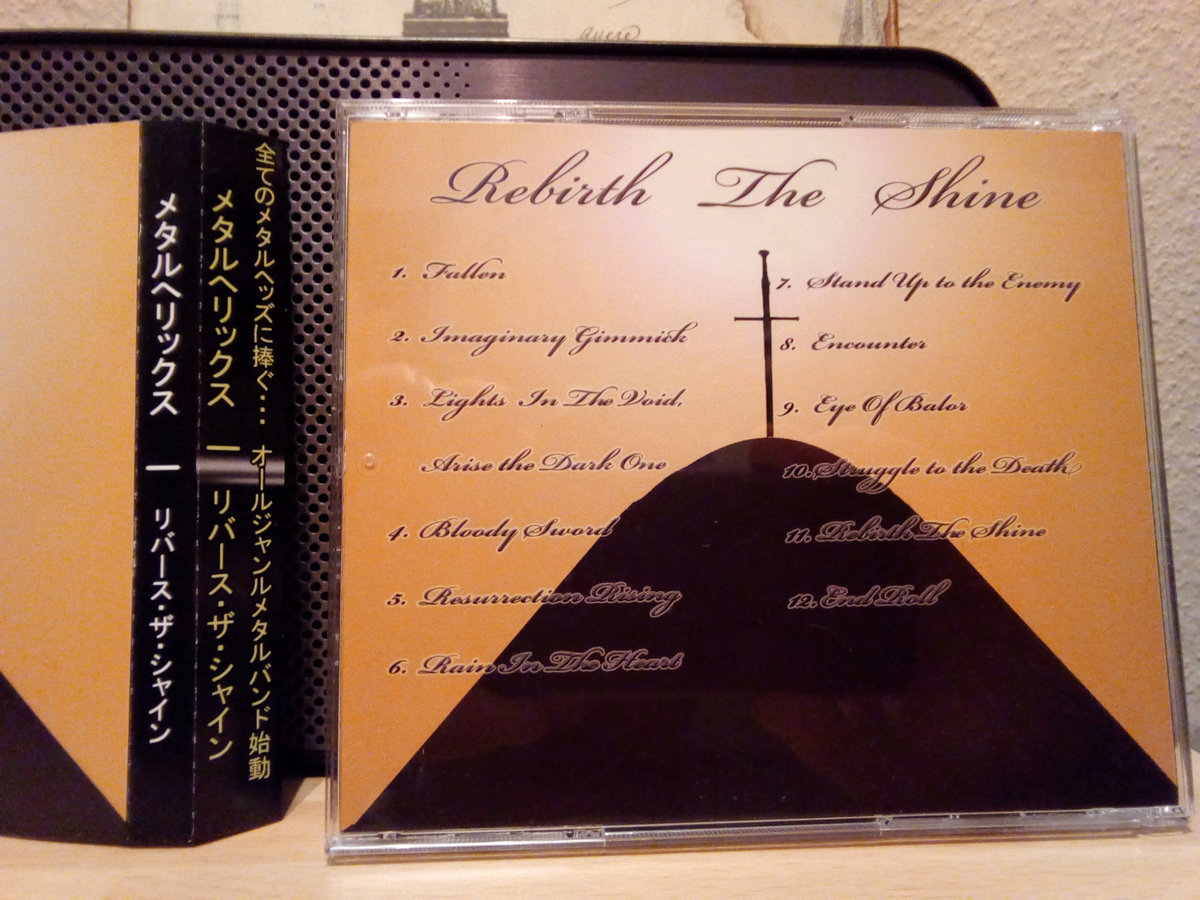 全てのメタルヘッズに捧ぐ・・・ オールジャンルメタルバンド始動
メタルヘリックス ー リバース・ザ・シャイン
メタルヘリックス ー リバース・ザ・シャイン
Rebirth The Shine
1. Fallen
2. Imaginary Gimmick
3. Lights In The Void,
Arise the Dark One
4. Bloody Sword
5. Resurrection Rising
6. Rain In The Heart
7. Stand Up to the Enemy
8. Encounter
9. Eye Of Balor
10. Struggle to the Death
11. Rebirth The Shine
12. End Roll